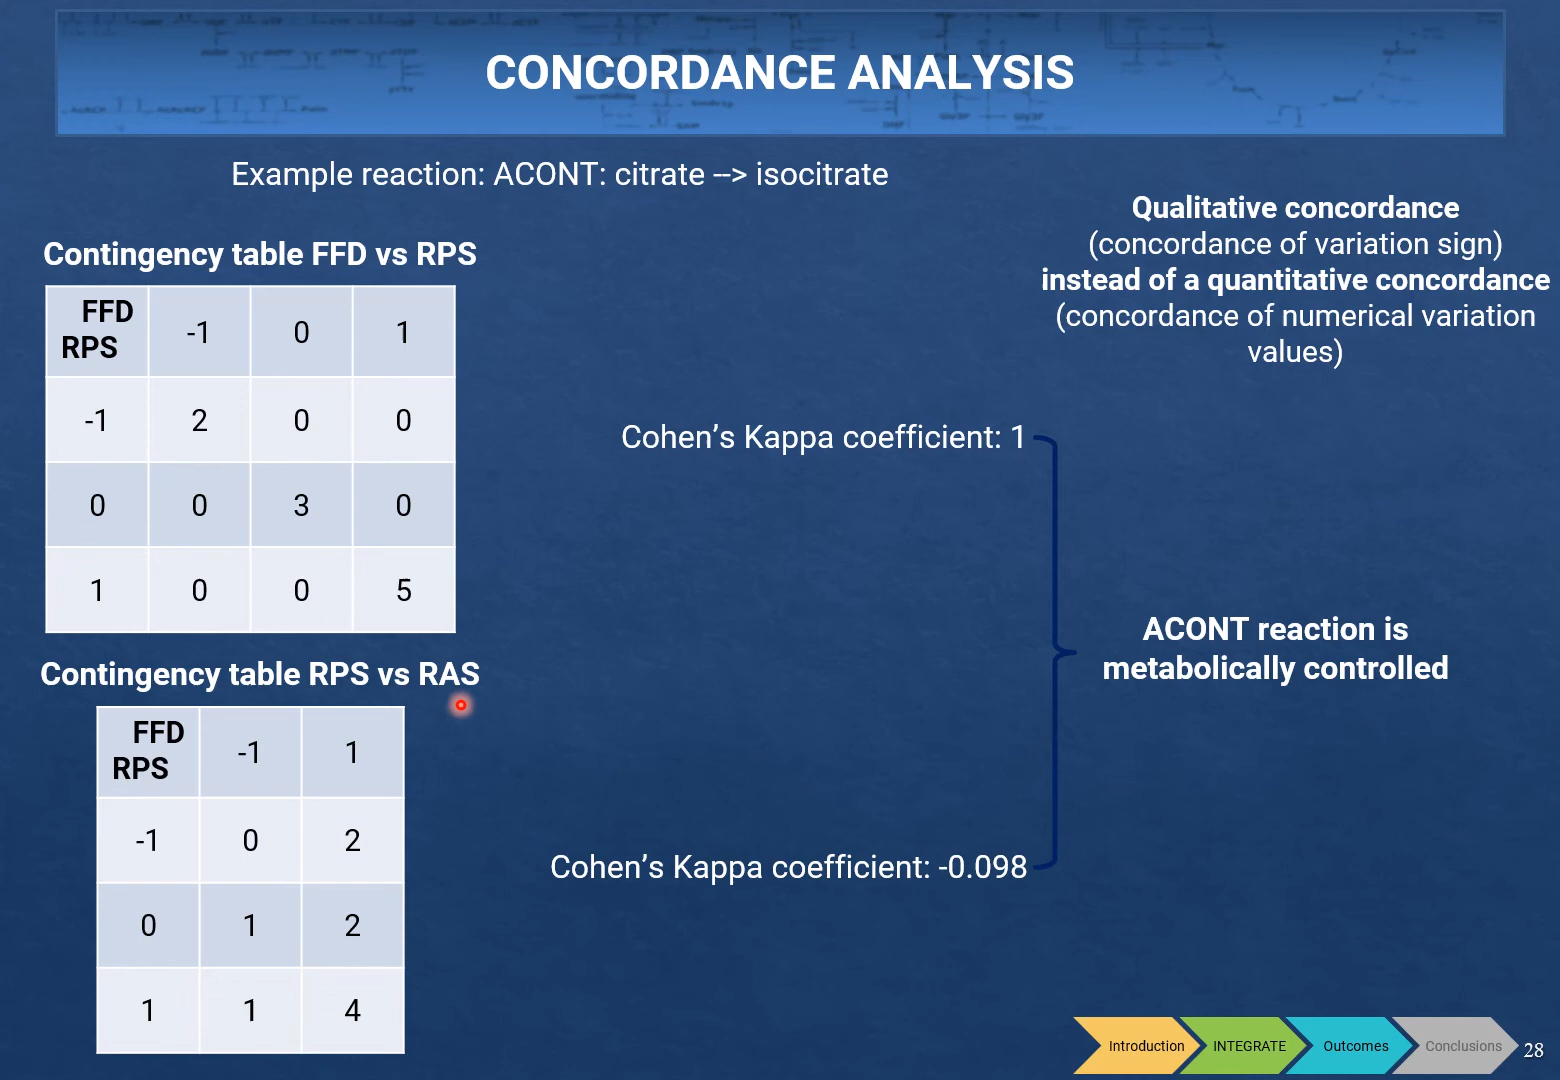 CONCORDANCE ANALYSIS
Example reaction: ACONT: citrate --> isocitrate
Qualitative concordance
(concordance of variation sign)
instead of a quantitative concordance
(concordance of numerical variation
values)
Contingency table FFD vs RPS
FFD
RPS -1 0 1
-1 2 0 0
0 0 3 0
1 0 0 5
Cohen’s Kappa coefficient: 1
ACONT reaction is
metabolically controlled
Contingency table RPS vs RAS
FFD
RPS -1 1
-1 0 2
0 1 2
1 1 4
Cohen’s Kappa coefficient: -0.098
Introduction INTEGRATE Outcomes Conclusions 28